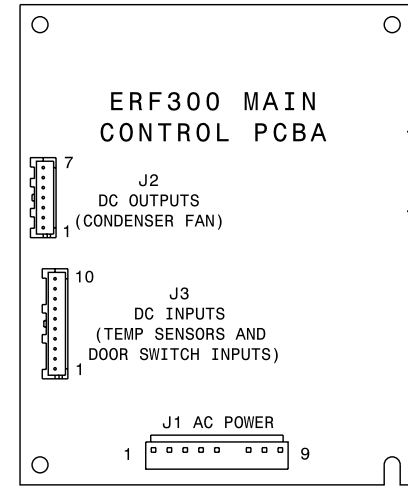 ERF300 MAIN
CONTROL PCBA
7
J2
DC OUTPUTS
(CONDENSER FAN)
1
10
J3
DC INPUTS
(TEMP SENSORS AND
DOOR SWITCH INPUTS)
1
J1 AC POWER
1 9